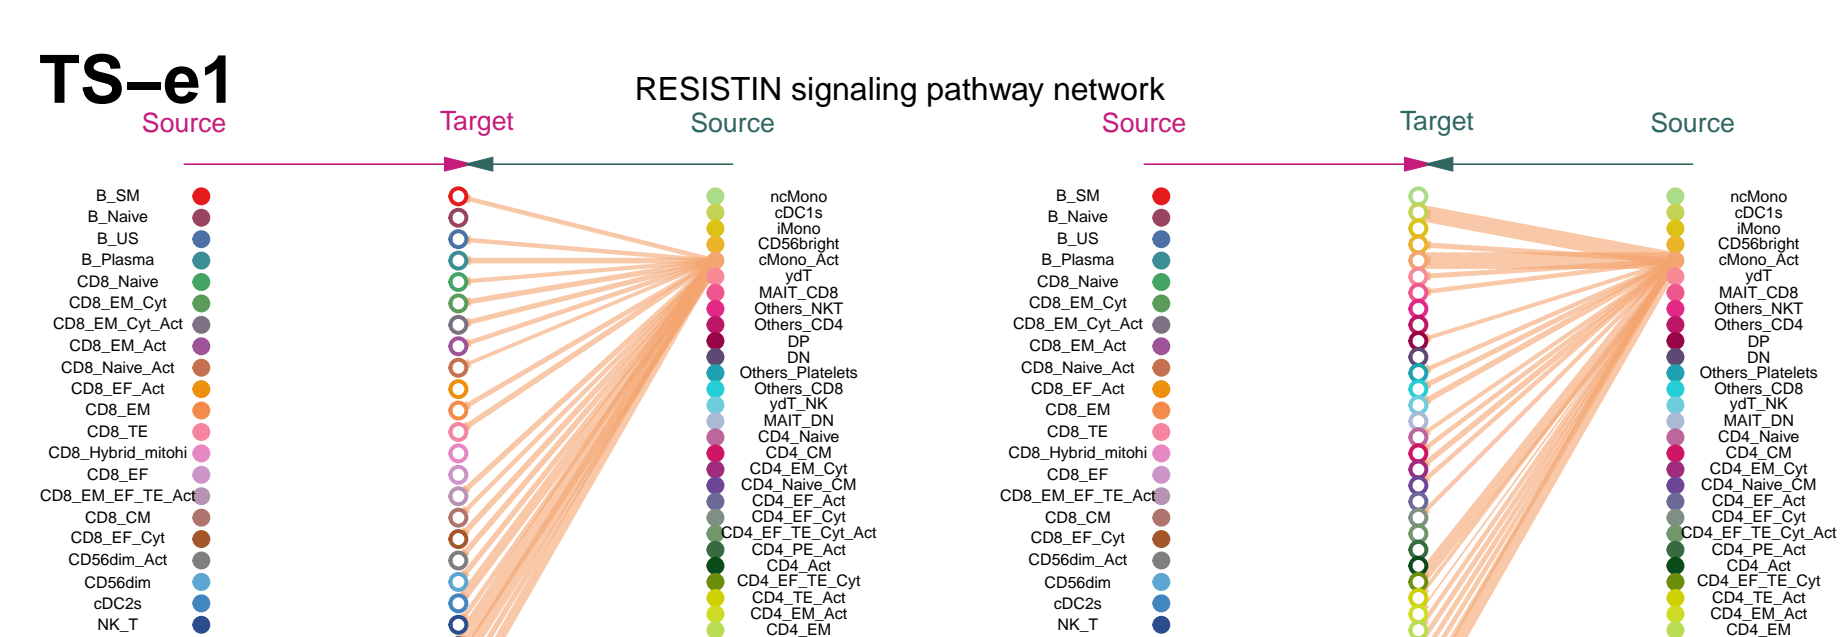 TS–e1
RESISTIN signaling pathway network
Source
Target
Source
Source
Target
Source
B_SM
B_Naive
B_US
B_Plasma
CD8_Naive
CD8_EM_Cyt
CD8_EM_Cyt_Act
CD8_EM_Act
CD8_Naive_Act
CD8_EF_Act
CD8_EM
CD8_TE
CD8_Hybrid_mitohi
CD8_EF
CD8_EM_EF_TE_Act
CD8_CM
CD8_EF_Cyt
CD56dim_Act
CD56dim
cDC2s
NK_T
ncMono
cDC1s
iMono
CD56bright
cMono_Act
ydT
MAIT_CD8
Others_NKT
Others_CD4
DP
DN
Others_Platelets
Others_CD8
ydT_NK
MAIT_DN
CD4_Naive
CD4_CM
CD4_EM_Cyt
CD4_Naive_CM
CD4_EF_Act
CD4_EF_Cyt
CD4_EF_TE_Cyt_Act
CD4_PE_Act
CD4_Act
CD4_EF_TE_Cyt
CD4_TE_Act
CD4_EM_Act
CD4_EM
B_SM
B_Naive
B_US
B_Plasma
CD8_Naive
CD8_EM_Cyt
CD8_EM_Cyt_Act
CD8_EM_Act
CD8_Naive_Act
CD8_EF_Act
CD8_EM
CD8_TE
CD8_Hybrid_mitohi
CD8_EF
CD8_EM_EF_TE_Act
CD8_CM
CD8_EF_Cyt
CD56dim_Act
CD56dim
cDC2s
NK_T
ncMono
cDC1s
iMono
CD56bright
cMono_Act
ydT
MAIT_CD8
Others_NKT
Others_CD4
DP
DN
Others_Platelets
Others_CD8
ydT_NK
MAIT_DN
CD4_Naive
CD4_CM
CD4_EM_Cyt
CD4_Naive_CM
CD4_EF_Act
CD4_EF_Cyt
CD4_EF_TE_Cyt_Act
CD4_PE_Act
CD4_Act
CD4_EF_TE_Cyt
CD4_TE_Act
CD4_EM_Act
CD4_EM